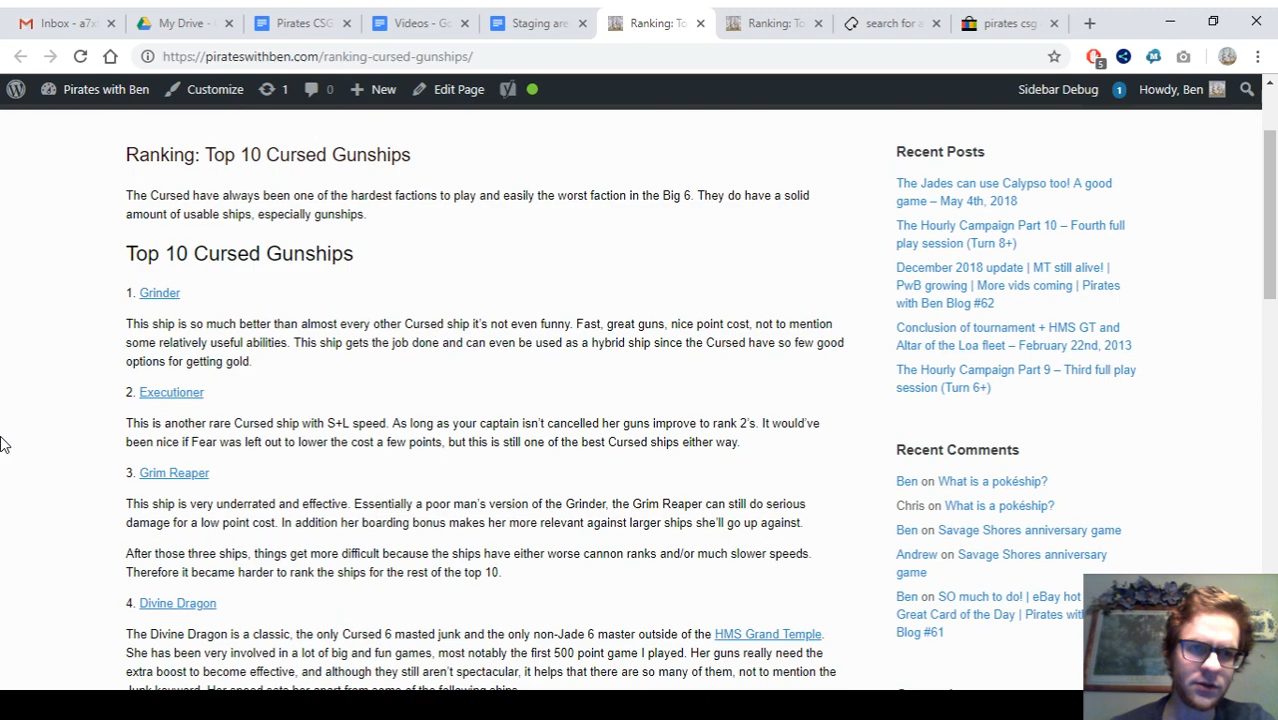 Inbox - a7x
My Drive -
Pirates CSG
Videos - Go
Staging are
Ranking: To
Ranking: To
search for a
pirates csg
https://pirateswithben.com/ranking-cursed-gunships/
5
Pirates with Ben
Customize
1
0
New
Edit Page
Sidebar Debug
1
Howdy, Ben
Ranking: Top 10 Cursed Gunships
The Cursed have always been one of the hardest factions to play and easily the worst faction in the Big 6. They do have a solid
amount of usable ships, especially gunships.
Top 10 Cursed Gunships
1. Grinder
This ship is so much better than almost every other Cursed ship it's not even funny. Fast, great guns, nice point cost, not to mention
some relatively useful abilities. This ship gets the job done and can even be used as a hybrid ship since the Cursed have so few good
options for getting gold.
2. Executioner
This is another rare Cursed ship with S+L speed. As long as your captain isn't cancelled her guns improve to rank 2's. It would've
been nice if Fear was left out to lower the cost a few points, but this is still one of the best Cursed ships either way.
3. Grim Reaper
This ship is very underrated and effective. Essentially a poor man's version of the Grinder, the Grim Reaper can still do serious
damage for a low point cost. In addition her boarding bonus makes her more relevant against larger ships she'll go up against.
After those three ships, things get more difficult because the ships have either worse cannon ranks and/or much slower speeds.
Therefore it became harder to rank the ships for the rest of the top 10.
4. Divine Dragon
The Divine Dragon is a classic, the only Cursed 6 masted junk and the only non-Jade 6 master outside of the HMS Grand Temple.
She has been very involved in a lot of big and fun games, most notably the first 500 point game I played. Her guns really need the
extra boost to become effective, and although they still aren't spectacular, it helps that there are so many of them, not to mention the
Junk keyword. Her speed sets her apart from some of the following ships.
Recent Posts
The Jades can use Calypso too! A good
game – May 4th, 2018
The Hourly Campaign Part 10 – Fourth full
play session (Turn 8+)
December 2018 update | MT still alive! |
PwB growing | More vids coming | Pirates
with Ben Blog #62
Conclusion of tournament + HMS GT and
Altar of the Loa fleet – February 22nd, 2013
The Hourly Campaign Part 9 – Third full play
session (Turn 6+)
Recent Comments
Ben on What is a pokéship?
Chris on What is a pokéship?
Ben on Savage Shores anniversary game
Andrew on Savage Shores anniversary
game
Ben on SO much to do! | eBay hot
Great Card of the Day | Pirates with
Blog #61